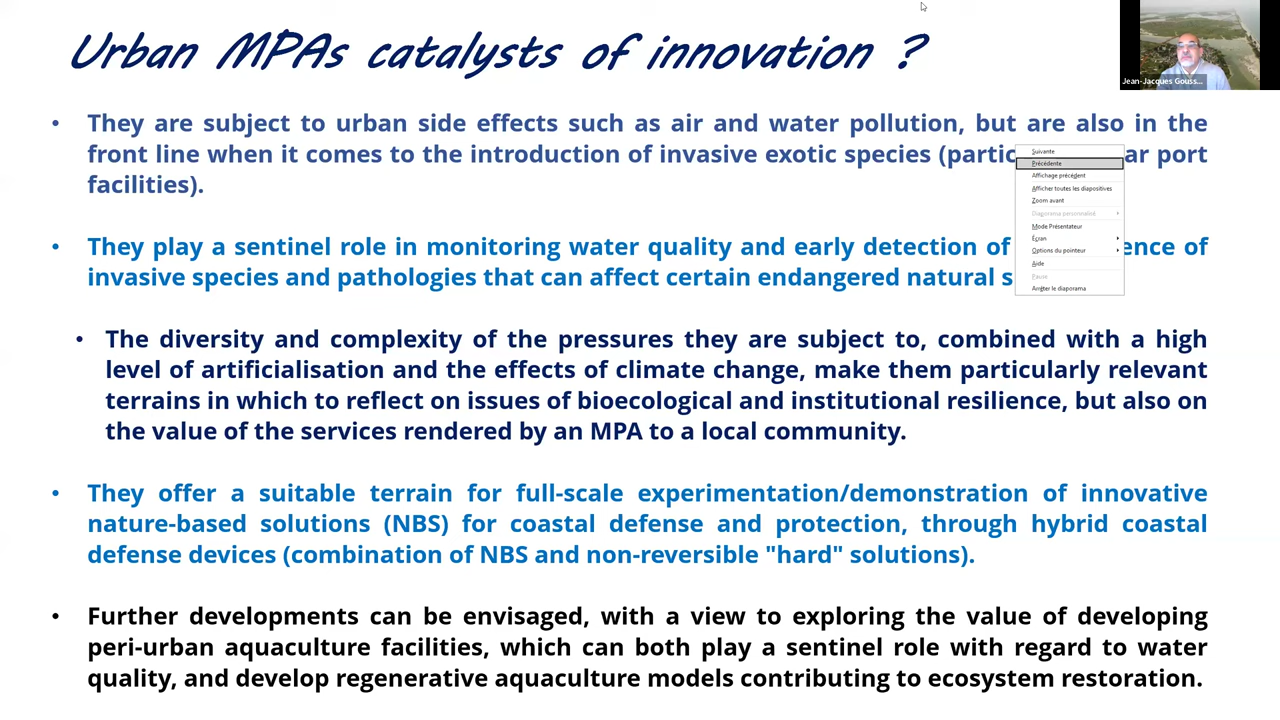 Urban MPAs catalysts of innovation ?
Jean-Jacques Gouss...
• They are subject to urban side effects such as air and water pollution, but are also in the
front line when it comes to the introduction of invasive exotic species (partic ar port
facilities).
• They play a sentinel role in monitoring water quality and early detection of ence of
invasive species and pathologies that can affect certain endangered natural s
• The diversity and complexity of the pressures they are subject to, combined with a high
level of artificialisation and the effects of climate change, make them particularly relevant
terrains in which to reflect on issues of bioecological and institutional resilience, but also on
the value of the services rendered by an MPA to a local community.
• They offer a suitable terrain for full-scale experimentation/demonstration of innovative
nature-based solutions (NBS) for coastal defense and protection, through hybrid coastal
defense devices (combination of NBS and non-reversible "hard" solutions).
• Further developments can be envisaged, with a view to exploring the value of developing
peri-urban aquaculture facilities, which can both play a sentinel role with regard to water
quality, and develop regenerative aquaculture models contributing to ecosystem restoration.
Suivante
Précédente
Affichage précédent
Afficher toutes les diapositives
Zoom avant
Diaporama personnalisé
Mode Présentateur
Écran
Options du pointeur
Aide
Pause
Arrêter le diaporama